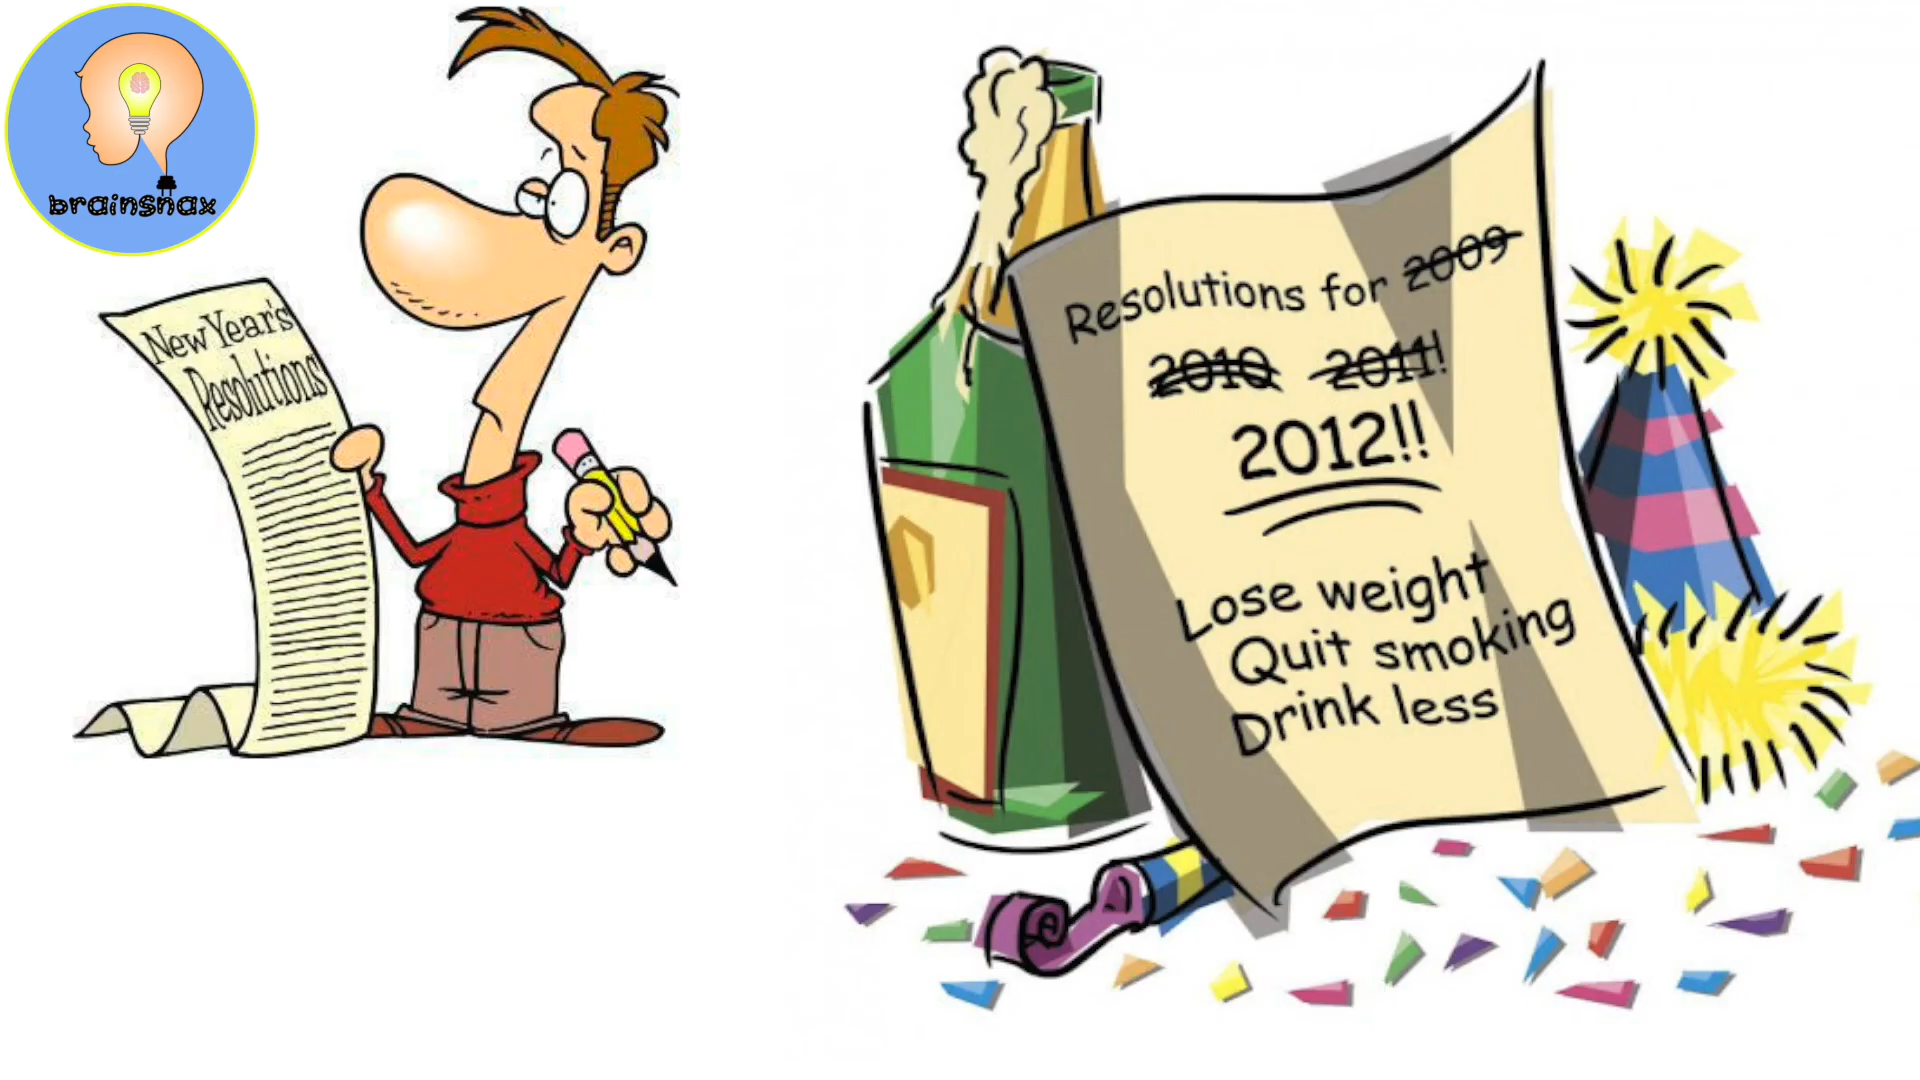 brainsnax
New Year's
Resolutions
Resolutions for 2009
2010 2011!
2012!!
Lose weight
Quit smoking
Drink less